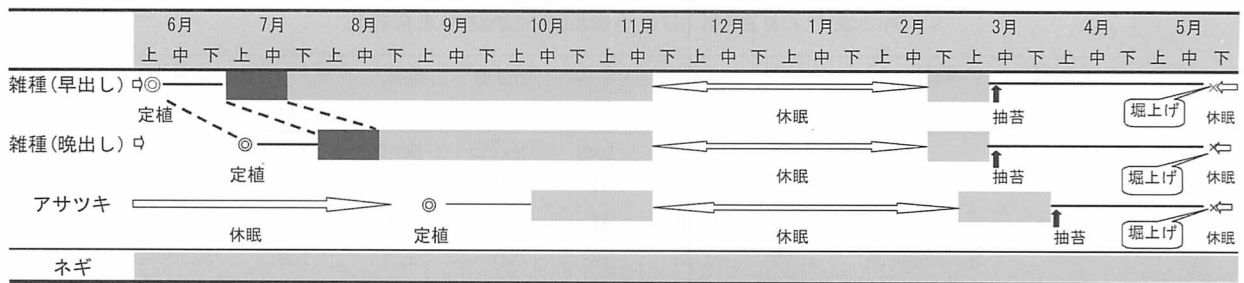 6月 7月 8月 9月 10月 11月 12月 1月 2月 3月 4月 5月
上 中 下 上 中 下 上 中 下 上 中 下 上 中 下 上 中 下 上 中 下 上 中 下 上 中 下 上 中 下 上 中 下 上 中 下
雑種(早出し)
定植 休眠 抽苔 堀上げ 休眠
雑種(晩出し)
定植 休眠 抽苔 堀上げ 休眠
アサツキ
休眠 定植 休眠 抽苔 堀上げ 休眠
ネギ